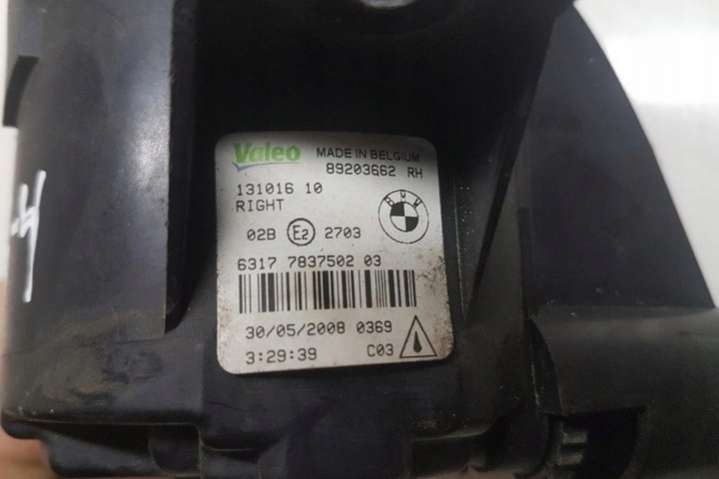 Valeo MADE IN BELGIUM
89203662 RH
131016 10
RIGHT
BMW
02B E2 2703
6317 7837502 03
30/05/2008 0369
3:29:39 C03